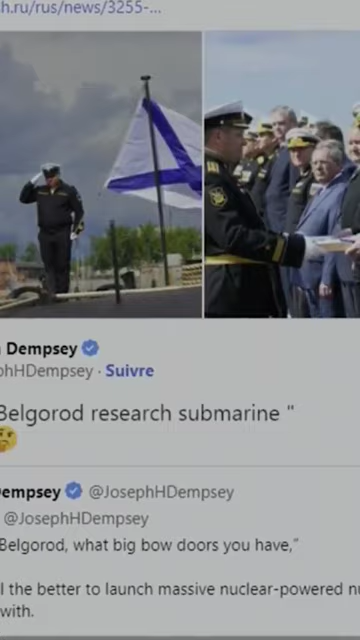 h.ru/rus/news/3255-...
Dempsey
phHDempsey · Suivre
Belgorod research submarine "
Dempsey @JosephHDempsey
@JosephHDempsey
Belgorod, what big bow doors you have,"
l the better to launch massive nuclear-powered nu
with.